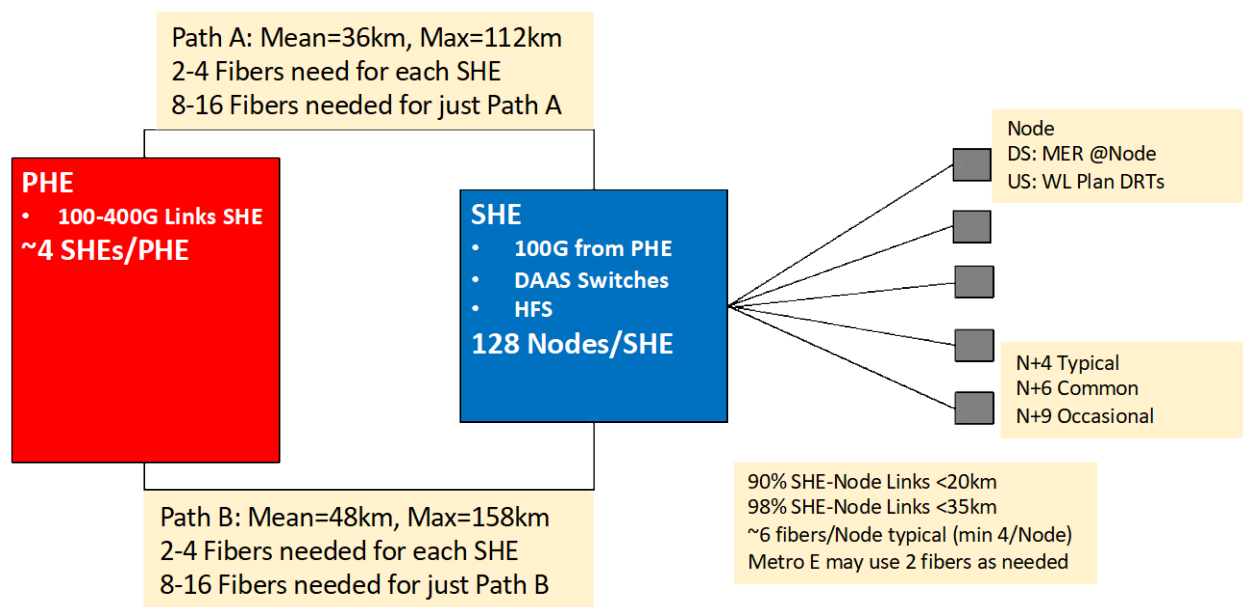 Path A: Mean=36km, Max=112km
2-4 Fibers need for each SHE
8-16 Fibers needed for just Path A
PHE
• 100-400G Links SHE
~4 SHEs/PHE
SHE
• 100G from PHE
• DAAS Switches
• HFS
128 Nodes/SHE
Node
DS: MER @Node
US: WL Plan DRTs
N+4 Typical
N+6 Common
N+9 Occasional
90% SHE-Node Links <20km
98% SHE-Node Links <35km
~6 fibers/Node typical (min 4/Node)
Metro E may use 2 fibers as needed
Path B: Mean=48km, Max=158km
2-4 Fibers needed for each SHE
8-16 Fibers needed for just Path B